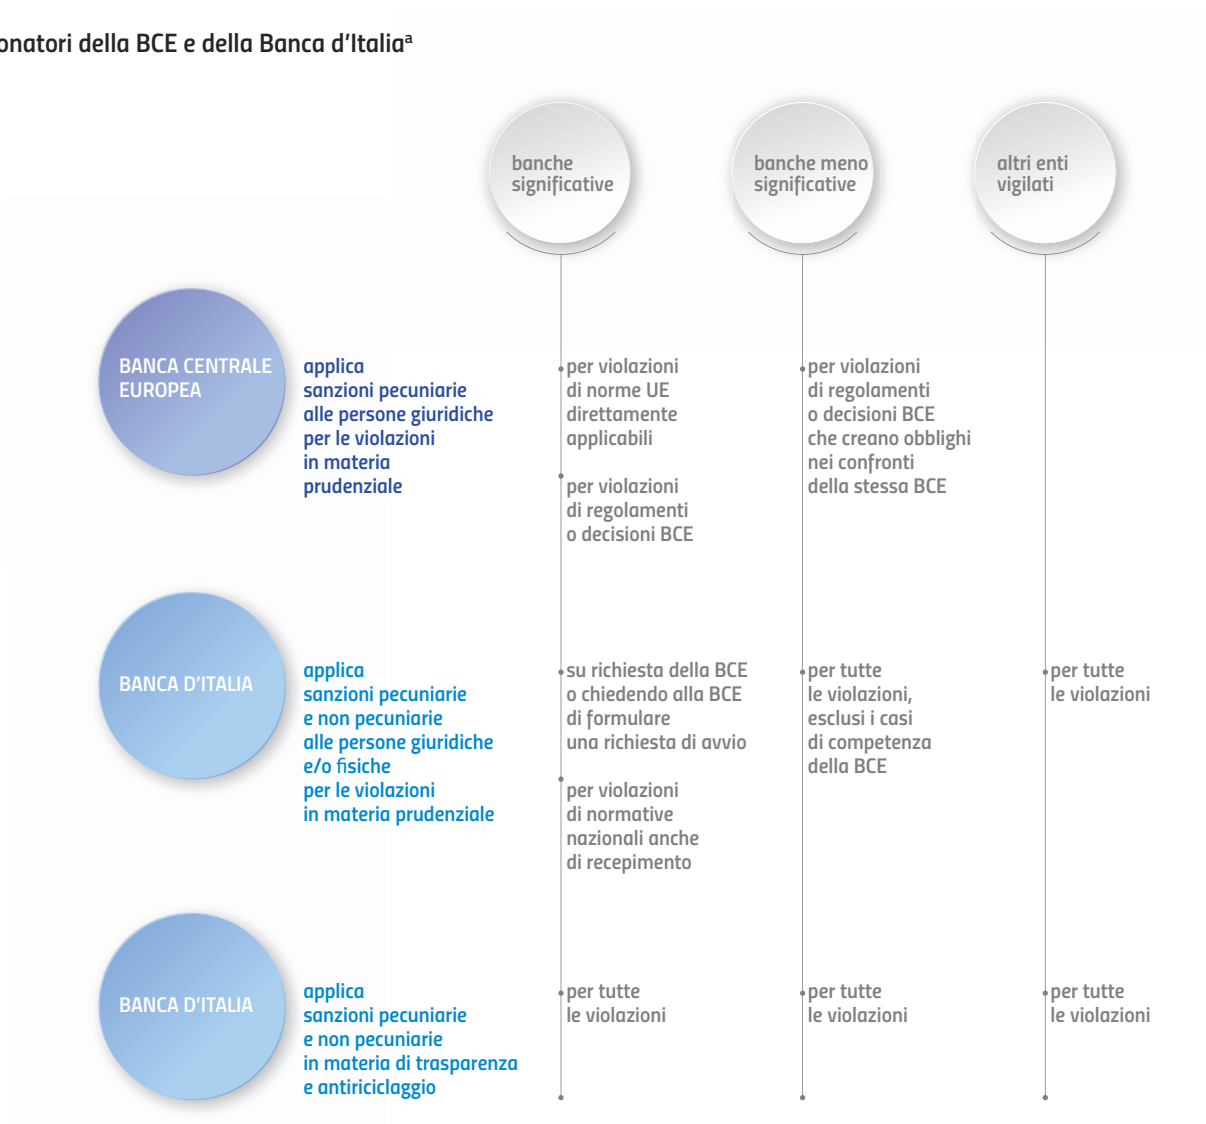 della BCE e della Banca d'Italiaᵃ
banche
significative
banche meno
significative
altri enti
vigilati
BANCA CENTRALE
EUROPEA
applica
sanzioni pecuniarie
alle persone giuridiche
per le violazioni
in materia
prudenziale
per violazioni
di norme UE
direttamente
applicabili
per violazioni
di regolamenti
o decisioni BCE
per violazioni
di regolamenti
o decisioni BCE
che creano obblighi
nei confronti
della stessa BCE
BANCA D'ITALIA
applica
sanzioni pecuniarie
e non pecuniarie
alle persone giuridiche
e/o fisiche
per le violazioni
in materia prudenziale
su richiesta della BCE
o chiedendo alla BCE
di formulare
una richiesta di avvio
per violazioni
di normative
nazionali anche
di recepimento
per tutte
le violazioni,
esclusi i casi
di competenza
della BCE
per tutte
le violazioni
BANCA D'ITALIA
applica
sanzioni pecuniarie
e non pecuniarie
in materia di trasparenza
e antiriciclaggio
per tutte
le violazioni
per tutte
le violazioni
per tutte
le violazioni